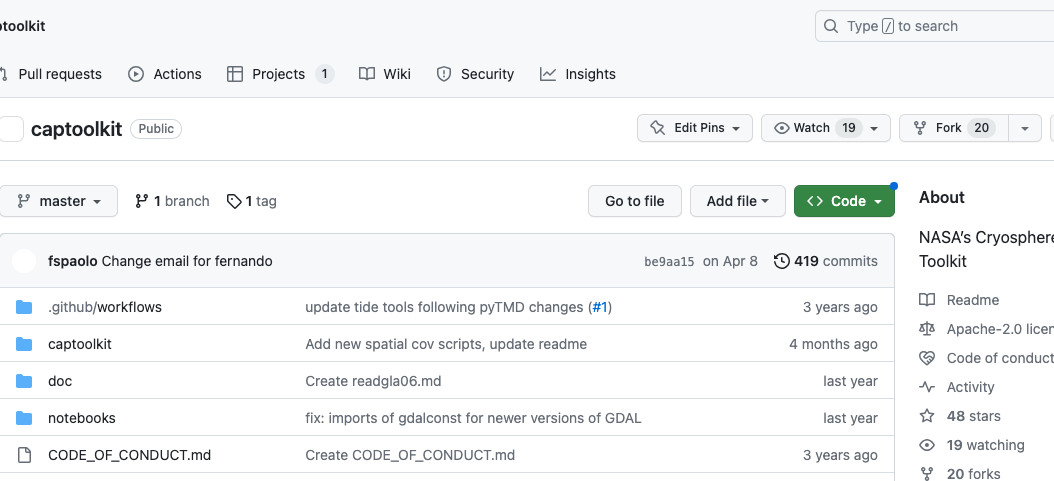 ptoolkit
Type / to search
Pull requests Actions Projects 1 Wiki Security Insights
captoolkit Public Edit Pins Watch 19 Fork 20
master 1 branch 1 tag Go to file Add file Code
fspaolo Change email for fernando be9aa15 on Apr 8 419 commits
.github/workflows update tide tools following pyTMD changes (#1) 3 years ago
captoolkit Add new spatial cov scripts, update readme 4 months ago
doc Create readgla06.md last year
notebooks fix: imports of gdalconst for newer versions of GDAL last year
CODE_OF_CONDUCT.md Create CODE_OF_CONDUCT.md 3 years ago
About
NASA's Cryosphere
Toolkit
Readme
Apache-2.0 licen
Code of conduct
Activity
48 stars
19 watching
20 forks